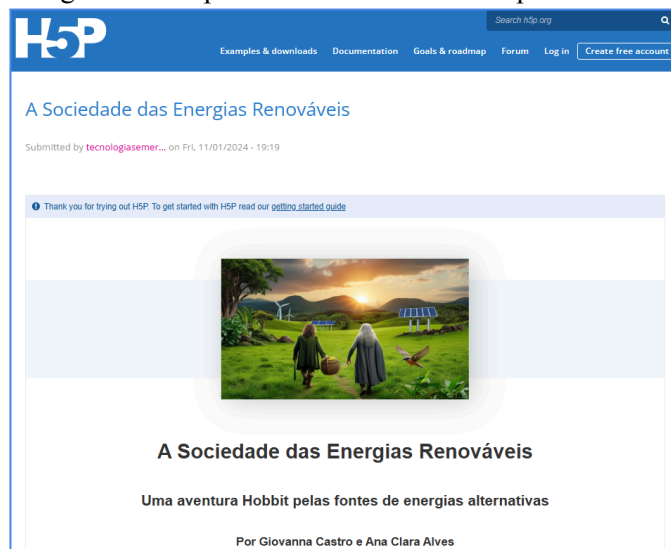 H5P
Search h5p.org
Examples & downloads Documentation Goals & roadmap Forum Log in Create free account
A Sociedade das Energias Renováveis
Submitted by tecnologiasemer... on Fri, 11/01/2024 - 19:19
Thank you for trying out H5P. To get started with H5P read our getting started guide
A Sociedade das Energias Renováveis
Uma aventura Hobbit pelas fontes de energias alternativas
Por Giovanna Castro e Ana Clara Alves